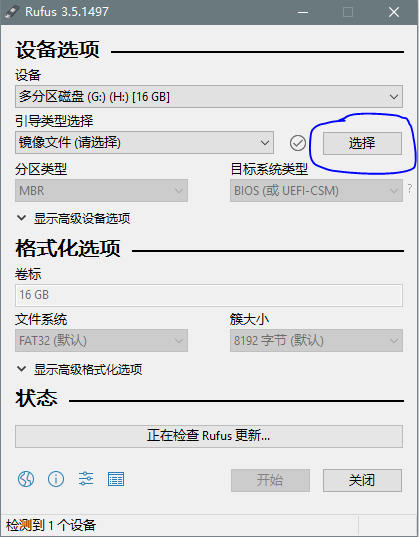 Rufus 3.5.1497
设备选项
设备
多分区磁盘 (G:) (H:) [16 GB]
引导类型选择
镜像文件 (请选择)
选择
分区类型
目标系统类型
MBR
BIOS (或 UEFI-CSM)
?
显示高级设备选项
格式化选项
卷标
16 GB
文件系统
簇大小
FAT32 (默认)
8192 字节 (默认)
显示高级格式化选项
状态
正在检查 Rufus 更新...
开始
关闭
检测到 1 个设备